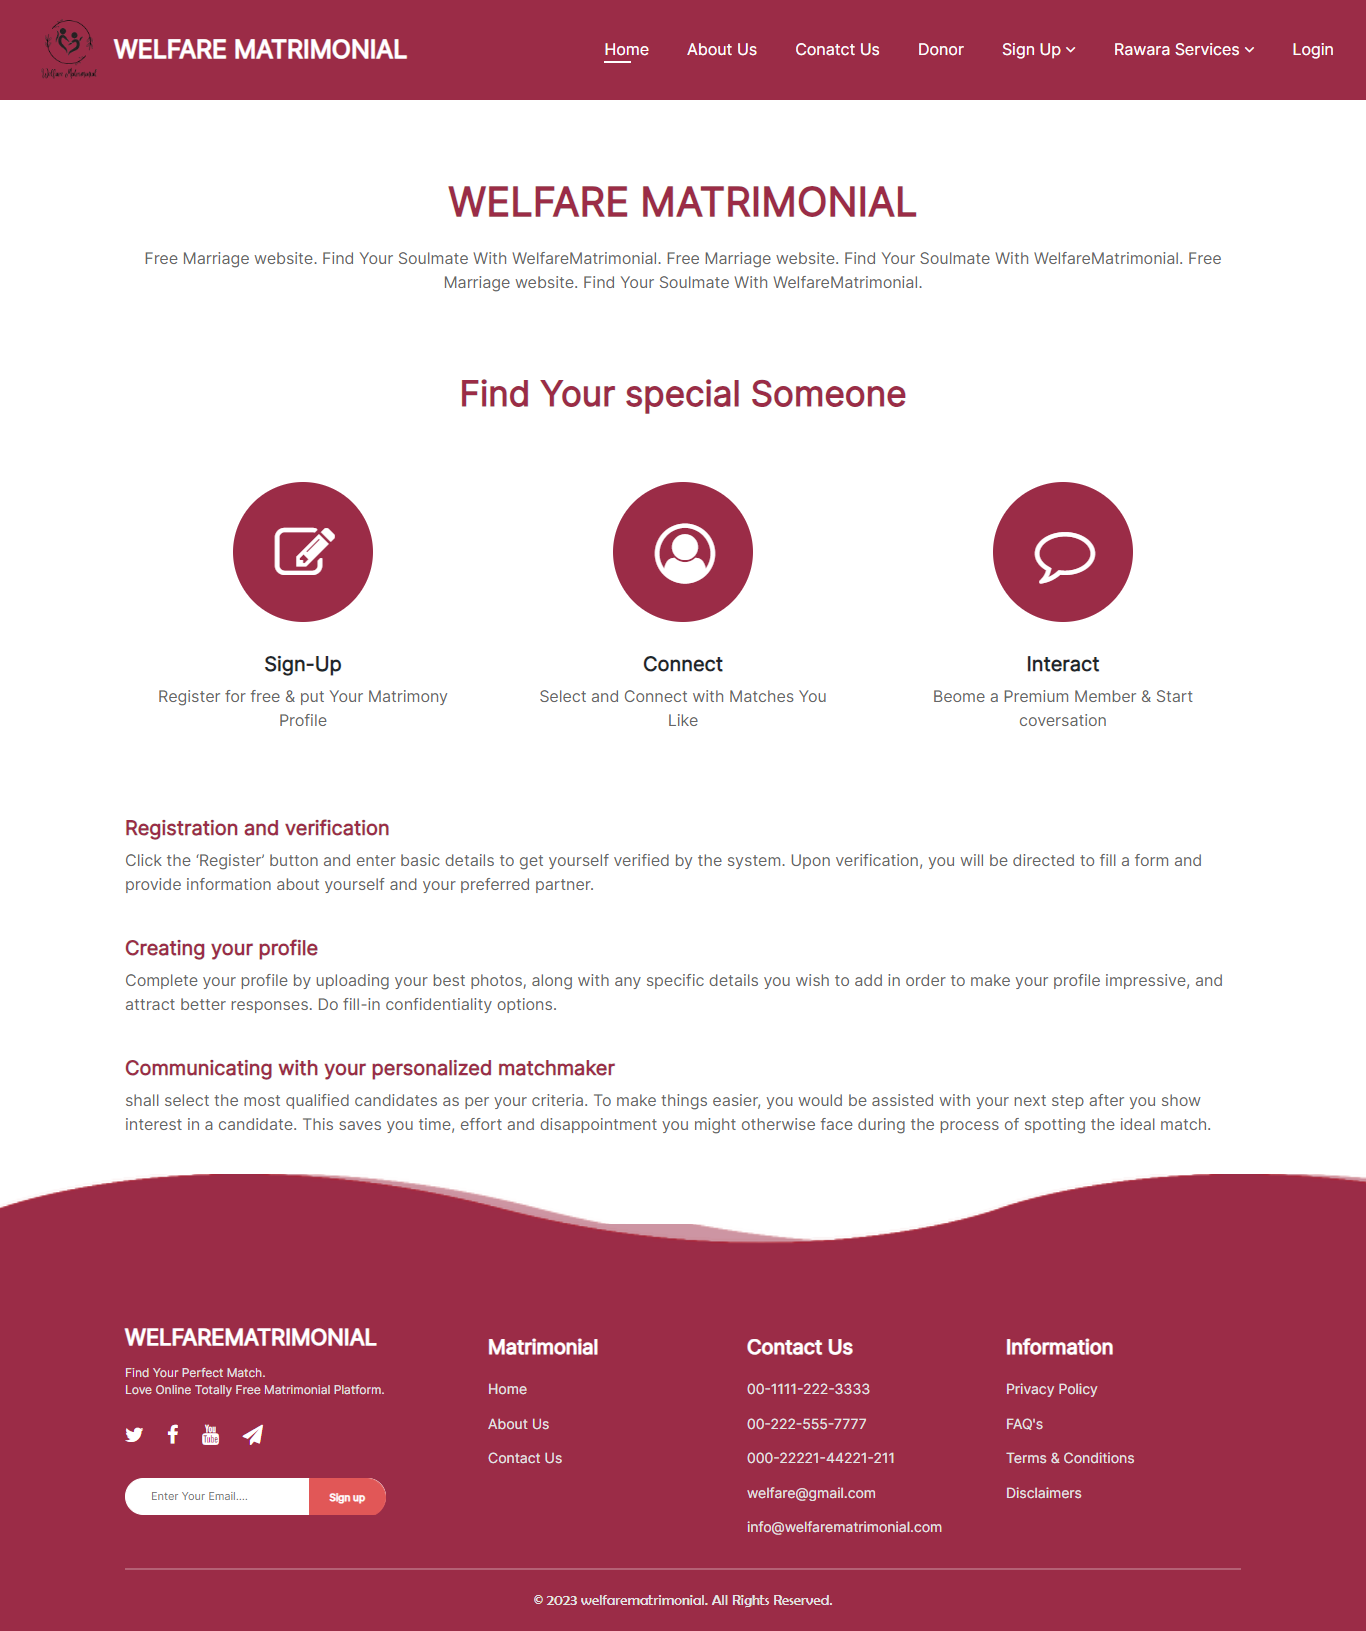 Welfare Matrimonial
WELFARE MATRIMONIAL
Home
About Us
Conatct Us
Donor
Sign Up
Rawara Services
Login
WELFARE MATRIMONIAL
Free Marriage website. Find Your Soulmate With WelfareMatrimonial. Free Marriage website. Find Your Soulmate With WelfareMatrimonial. Free
Marriage website. Find Your Soulmate With WelfareMatrimonial.
Find Your special Someone
Sign-Up
Register for free & put Your Matrimony
Profile
Connect
Select and Connect with Matches You
Like
Interact
Beome a Premium Member & Start
coversation
Registration and verification
Click the ‘Register’ button and enter basic details to get yourself verified by the system. Upon verification, you will be directed to fill a form and
provide information about yourself and your preferred partner.
Creating your profile
Complete your profile by uploading your best photos, along with any specific details you wish to add in order to make your profile impressive, and
attract better responses. Do fill-in confidentiality options.
Communicating with your personalized matchmaker
shall select the most qualified candidates as per your criteria. To make things easier, you would be assisted with your next step after you show
interest in a candidate. This saves you time, effort and disappointment you might otherwise face during the process of spotting the ideal match.
WELFAREMATRIMONIAL
Find Your Perfect Match.
Love Online Totally Free Matrimonial Platform.
You
Tube
Enter Your Email....
Sign up
Matrimonial
Home
About Us
Contact Us
Contact Us
00-1111-222-3333
00-222-555-7777
000-22221-44221-211
welfare@gmail.com
info@welfarematrimonial.com
Information
Privacy Policy
FAQ's
Terms & Conditions
Disclaimers
© 2023 welfarematrimonial. All Rights Reserved.